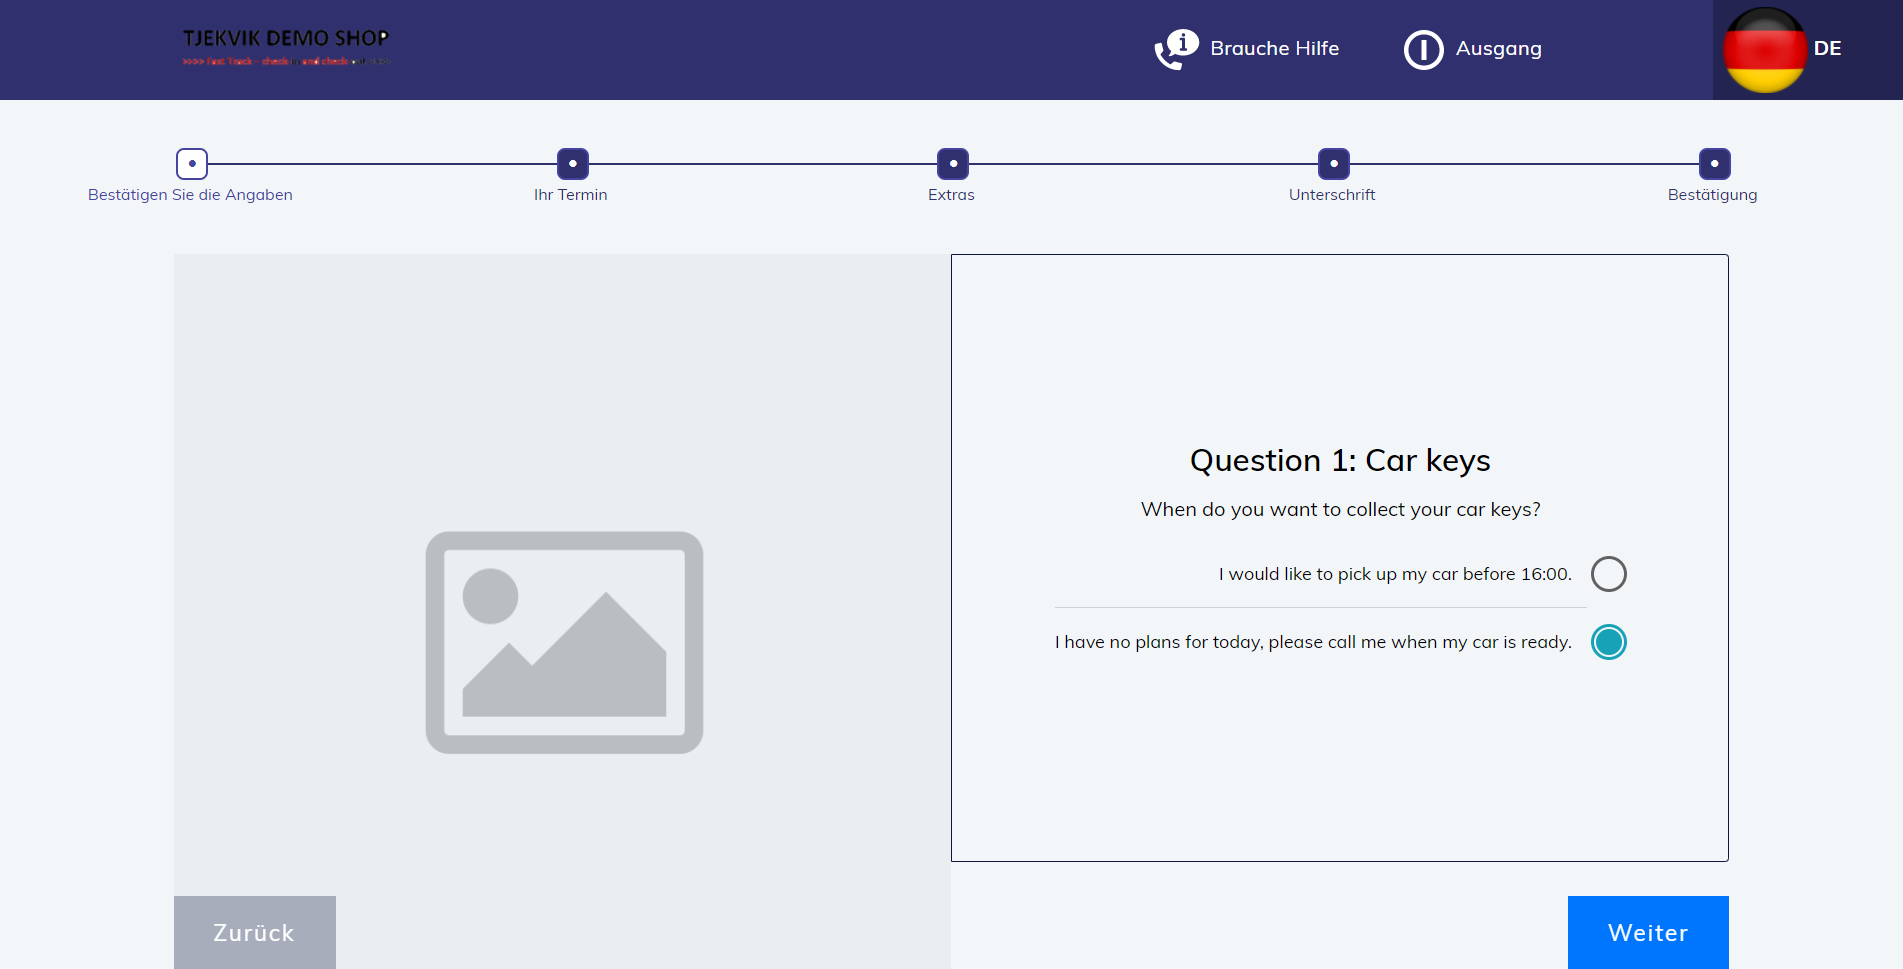 TJEKVIK DEMO SHOP
>>>> Fast Track - check in and check
Brauche Hilfe
Ausgang
DE
Bestätigen Sie die Angaben
Ihr Termin
Extras
Unterschrift
Bestätigung
Question 1: Car keys
When do you want to collect your car keys?
I would like to pick up my car before 16:00.
I have no plans for today, please call me when my car is ready.
Zurück
Weiter